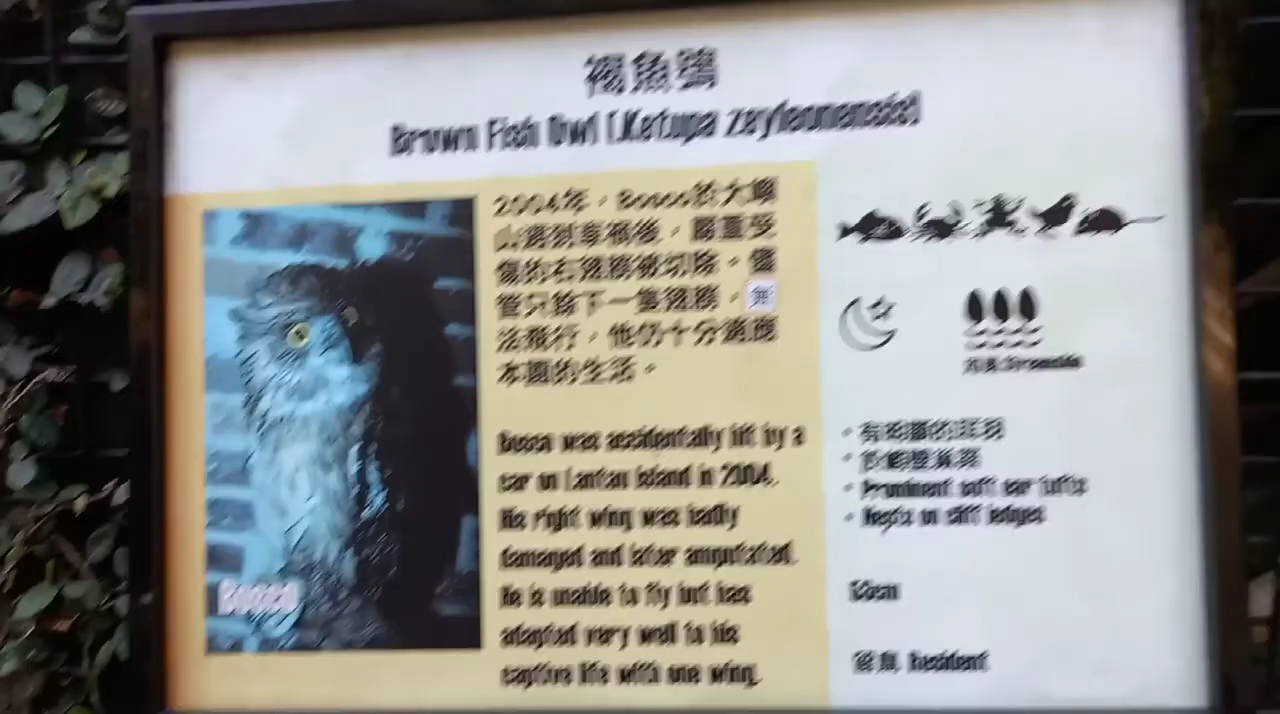 褐魚鴞
Brown Fish Owl (Ketupa zeylonensis)
2004年，Bosco於大嶼
山遇到車禍後，嚴重受
傷的右翅膀被切除。儘
管只餘下一隻翅膀，無
法飛行，他仍十分適應
本園的生活。
Bosco was accidentally hit by a
car on Lantau Island in 2004.
His right wing was badly
damaged and later amputated.
He is unable to fly but has
adapted very well to his
captive life with one wing.
Bosco
河溪 Streamside
• Prominent soft ear tufts
• Nests on cliff ledges
留鳥 Resident